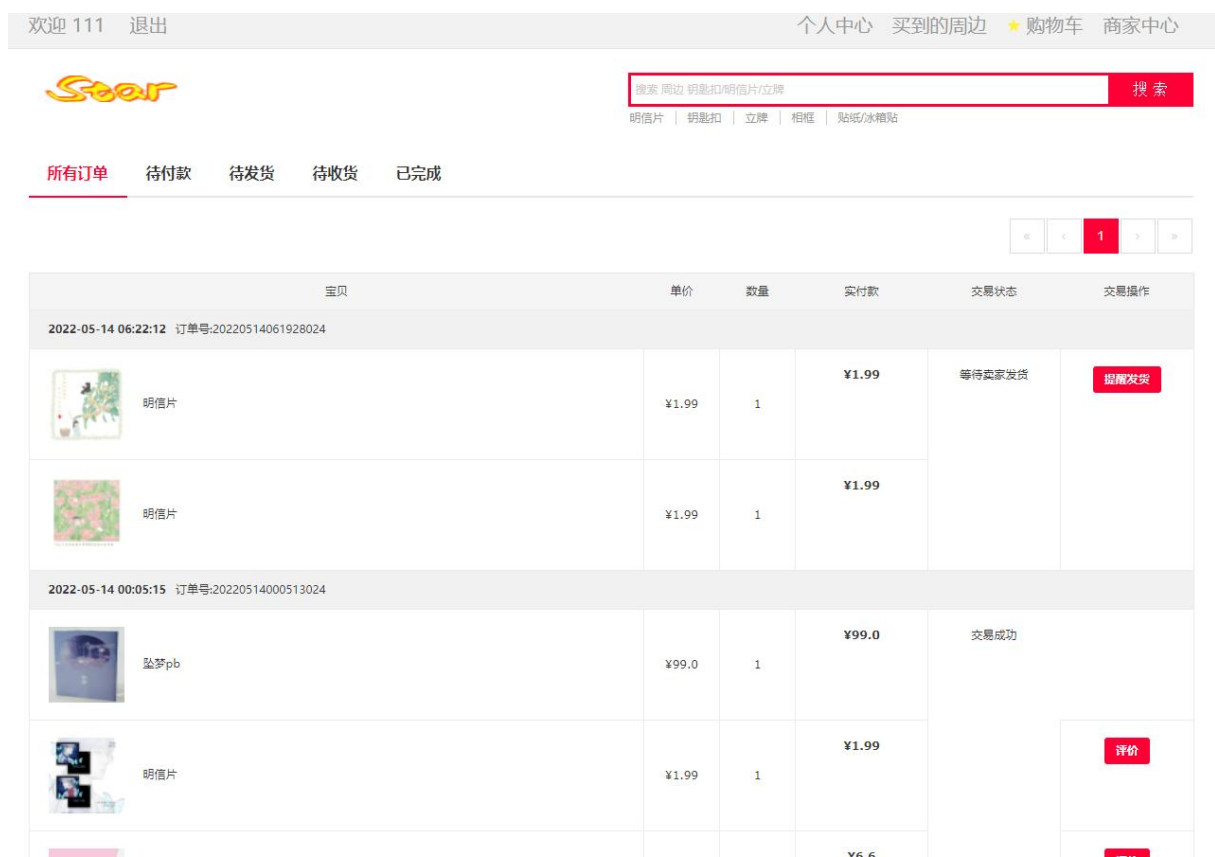 欢迎 111 退出 个人中心 买到的周边 ★ 购物车 商家中心
Star
搜索 周边 钥匙扣/明信片/立牌 搜 索
明信片 | 钥匙扣 | 立牌 | 相框 | 贴纸/冰箱贴
所有订单 待付款 待发货 待收货 已完成
« ‹ 1 › »
宝贝 单价 数量 实付款 交易状态 交易操作
2022-05-14 06:22:12 订单号:20220514061928024
明信片 ¥1.99 1 ¥1.99 等待卖家发货 提醒发货
明信片 ¥1.99 1 ¥1.99
2022-05-14 00:05:15 订单号:20220514000513024
坠梦pb ¥99.0 1 ¥99.0 交易成功
明信片 ¥1.99 1 ¥1.99 评价
¥6.6